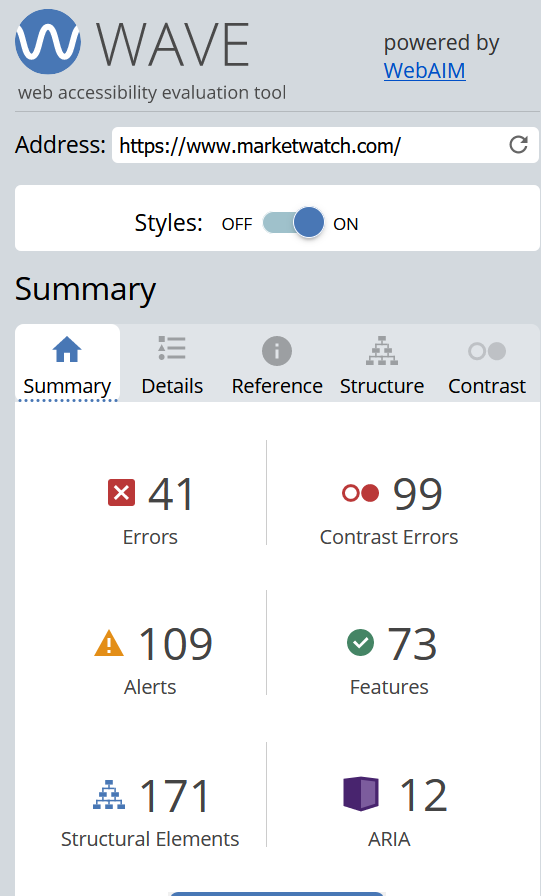 WAVE
powered by
WebAIM
web accessibility evaluation tool
Address: https://www.marketwatch.com/
Styles: OFF ON
Summary
Summary Details Reference Structure Contrast
41 99
Errors Contrast Errors
109 73
Alerts Features
171 12
Structural Elements ARIA